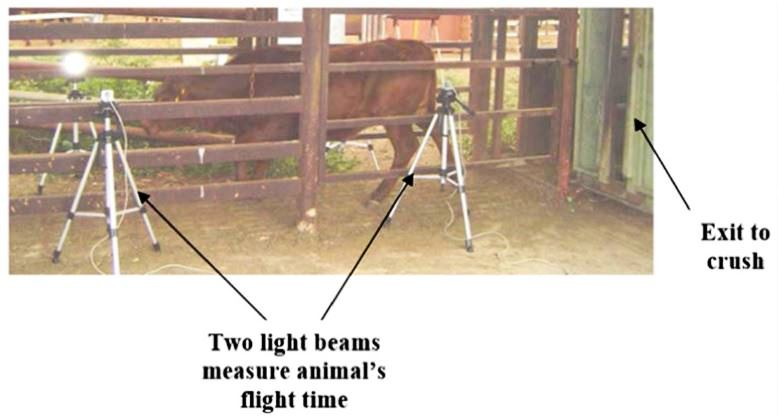 Exit to
crush
Two light beams
measure animal's
flight time